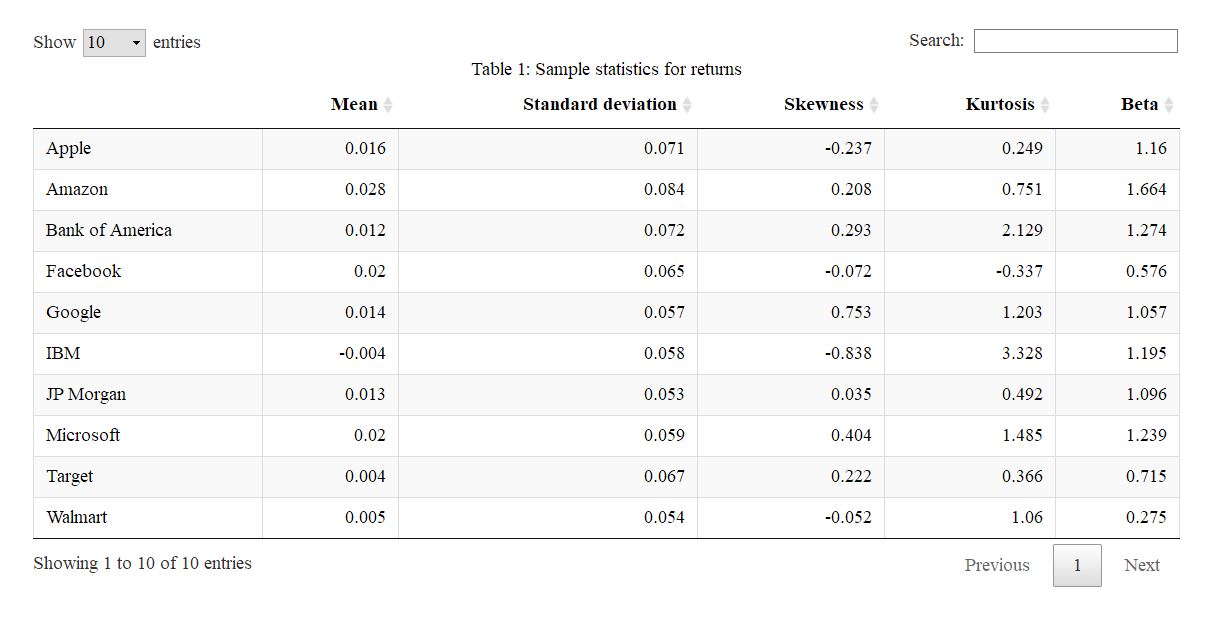 Show 10 entries Search:
Table 1: Sample statistics for returns
Mean Standard deviation Skewness Kurtosis Beta
Apple 0.016 0.071 -0.237 0.249 1.16
Amazon 0.028 0.084 0.208 0.751 1.664
Bank of America 0.012 0.072 0.293 2.129 1.274
Facebook 0.02 0.065 -0.072 -0.337 0.576
Google 0.014 0.057 0.753 1.203 1.057
IBM -0.004 0.058 -0.838 3.328 1.195
JP Morgan 0.013 0.053 0.035 0.492 1.096
Microsoft 0.02 0.059 0.404 1.485 1.239
Target 0.004 0.067 0.222 0.366 0.715
Walmart 0.005 0.054 -0.052 1.06 0.275
Showing 1 to 10 of 10 entries Previous 1 Next